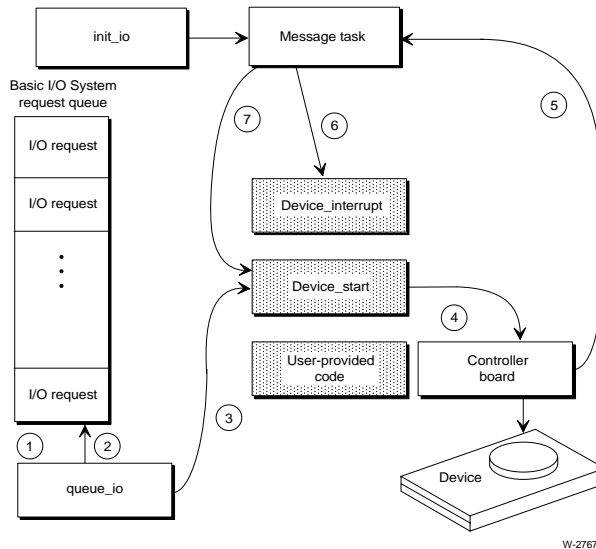 init_io
Message task
Basic I/O System
request queue
5
7
6
I/O request
Device_interrupt
I/O request
Device_start
4
User-provided
code
Controller
board
I/O request
3
1
2
Device
queue_io
W-2767